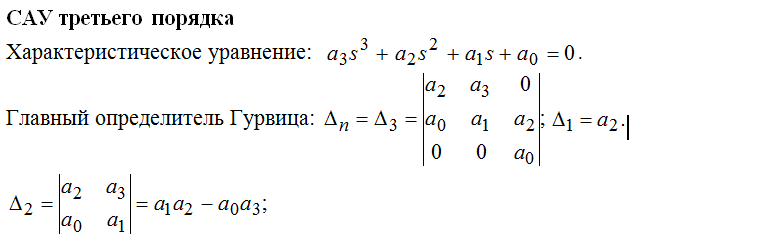 САУ третьего порядка
Характеристическое уравнение: a₃s³ + a₂s² + a₁s + a₀ = 0.
Главный определитель Гурвица: Δₙ = Δ₃ = |a₂ a₃ 0; a₀ a₁ a₂; 0 0 a₀|; Δ₁ = a₂.
Δ₂ = |a₂ a₃; a₀ a₁| = a₁a₂ − a₀a₃;